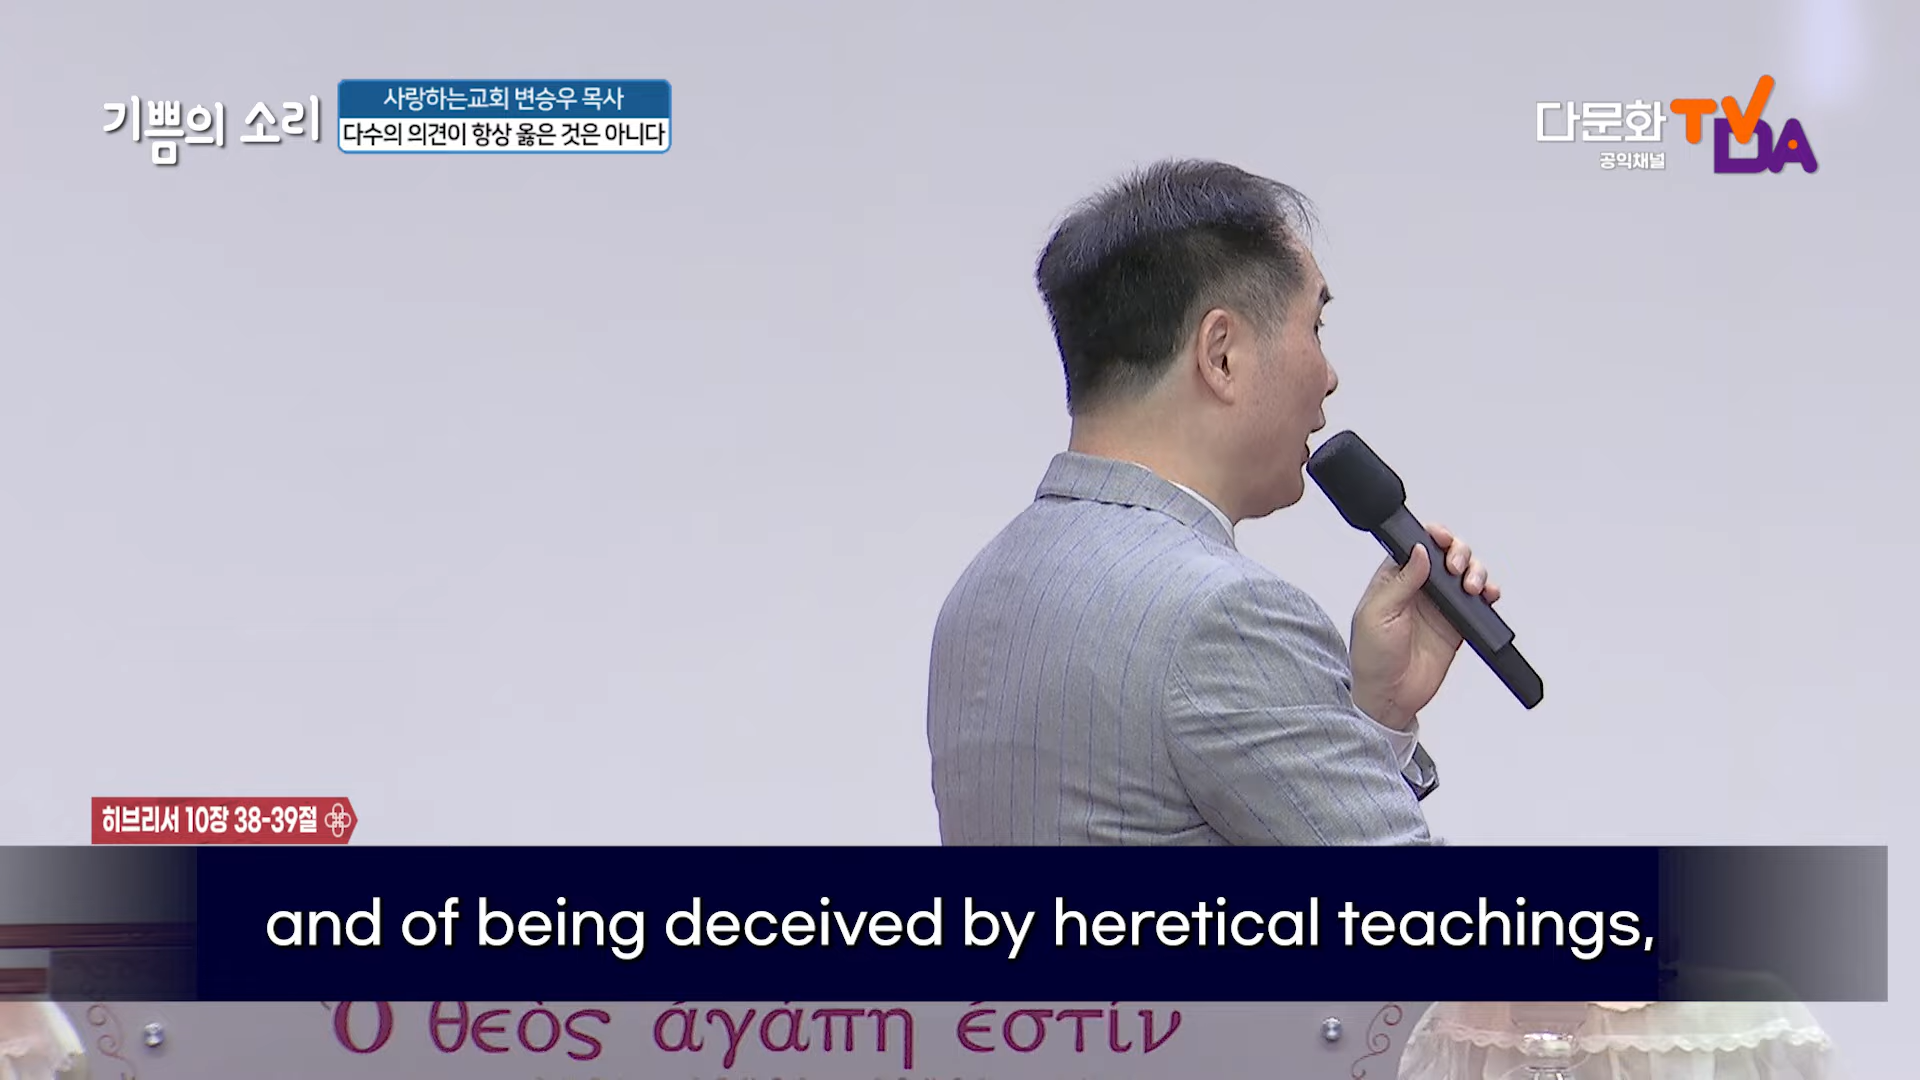 기쁨의 소리
사랑하는교회 변승우 목사
다수의 의견이 항상 옳은 것은 아니다
다문화 TV
공익채널 DA
히브리서 10장 38-39절
and of being deceived by heretical teachings,
Ὁ θεὸς ἀγάπη ἐστίν